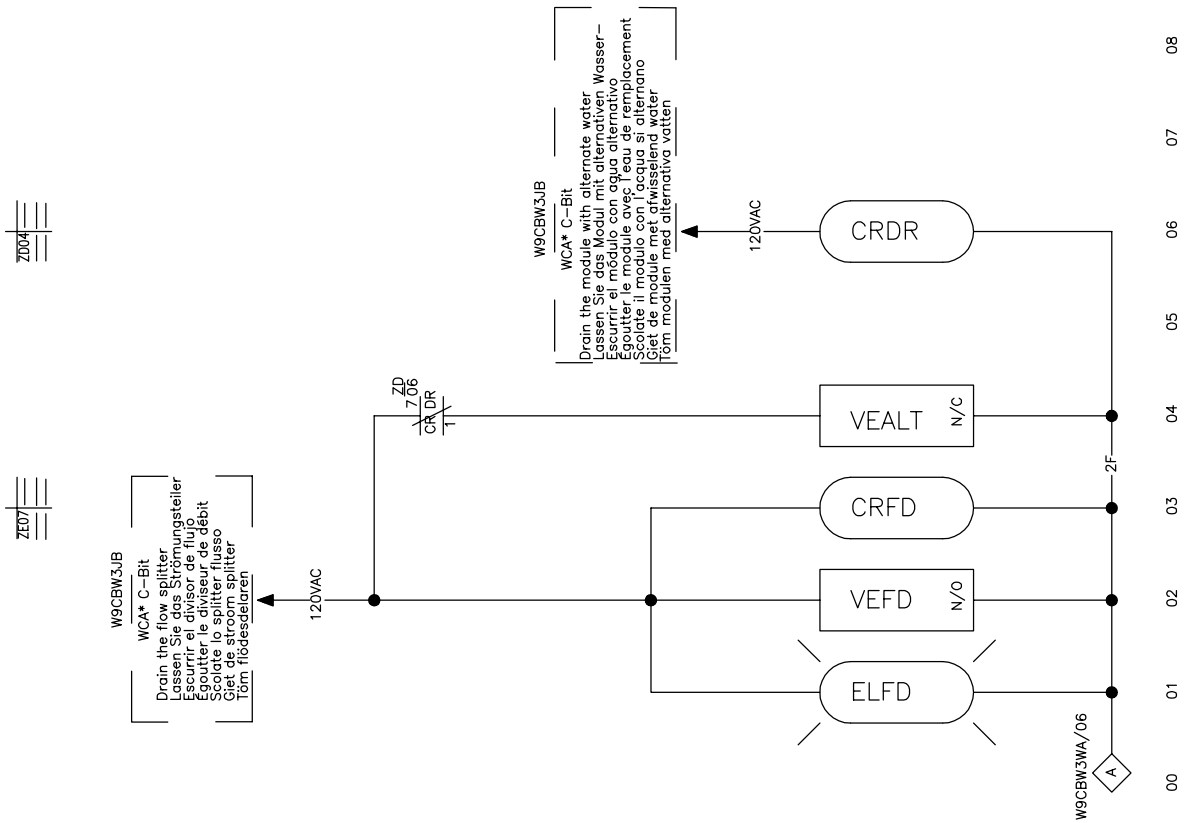 ZE07
ZD04
W9CBW3JB
WCA* C-Bit
Drain the flow splitter
Lassen Sie das Strömungsteiler
Escurrir el divisor de flujo
Egoutter le diviseur de débit
Scolate lo splitter flusso
Giet de stroom splitter
Töm flödesdelaren
120VAC
ZD
7.06
CR DR
1
W9CBW3JB
WCA* C-Bit
Drain the module with alternate water
Lassen Sie das Modul mit alternativen Wasser-
Escurrir el módulo con agua alternativo
Egoutter le module avec l'eau de remplacement
Scolate il modulo con l'acqua si alternano
Giet de module met afwisselend water
Töm modulen med alternativa vatten
120VAC
ELFD
VEFD
N/O
CRFD
VEALT
N/C
CRDR
W9CBW3WA/06
A
2F
00
01
02
03
04
05
06
07
08